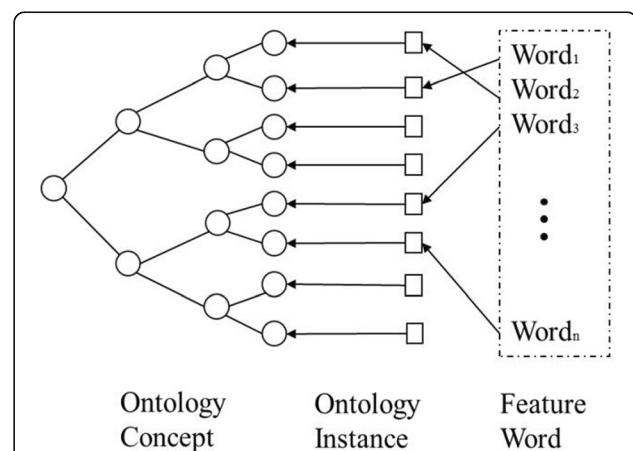 Word₁
Word₂
Word₃
Wordₙ
Ontology Concept
Ontology Instance
Feature Word